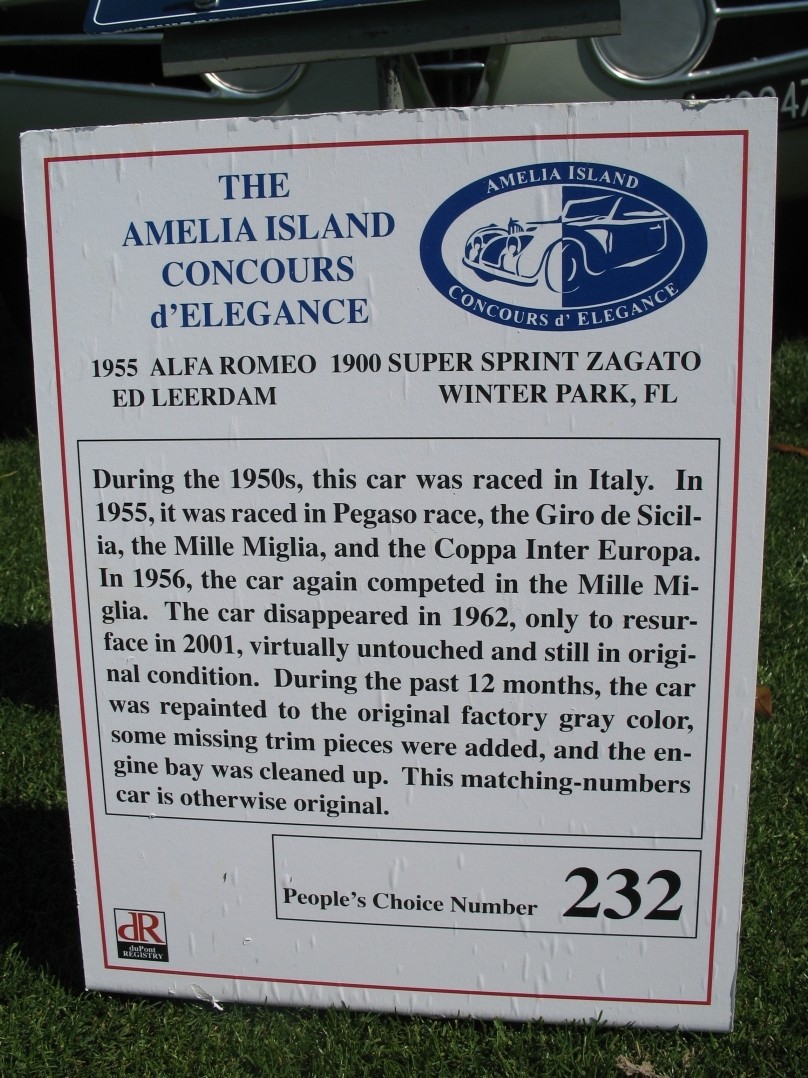 THE
AMELIA ISLAND
CONCOURS
d'ELEGANCE
AMELIA ISLAND
CONCOURS d' ELEGANCE
1955 ALFA ROMEO 1900 SUPER SPRINT ZAGATO
ED LEERDAM WINTER PARK, FL
During the 1950s, this car was raced in Italy. In
1955, it was raced in Pegaso race, the Giro de Sicil-
ia, the Mille Miglia, and the Coppa Inter Europa.
In 1956, the car again competed in the Mille Mi-
glia. The car disappeared in 1962, only to resur-
face in 2001, virtually untouched and still in origi-
nal condition. During the past 12 months, the car
was repainted to the original factory gray color,
some missing trim pieces were added, and the en-
gine bay was cleaned up. This matching-numbers
car is otherwise original.
People's Choice Number 232
dR
duPont
REGISTRY